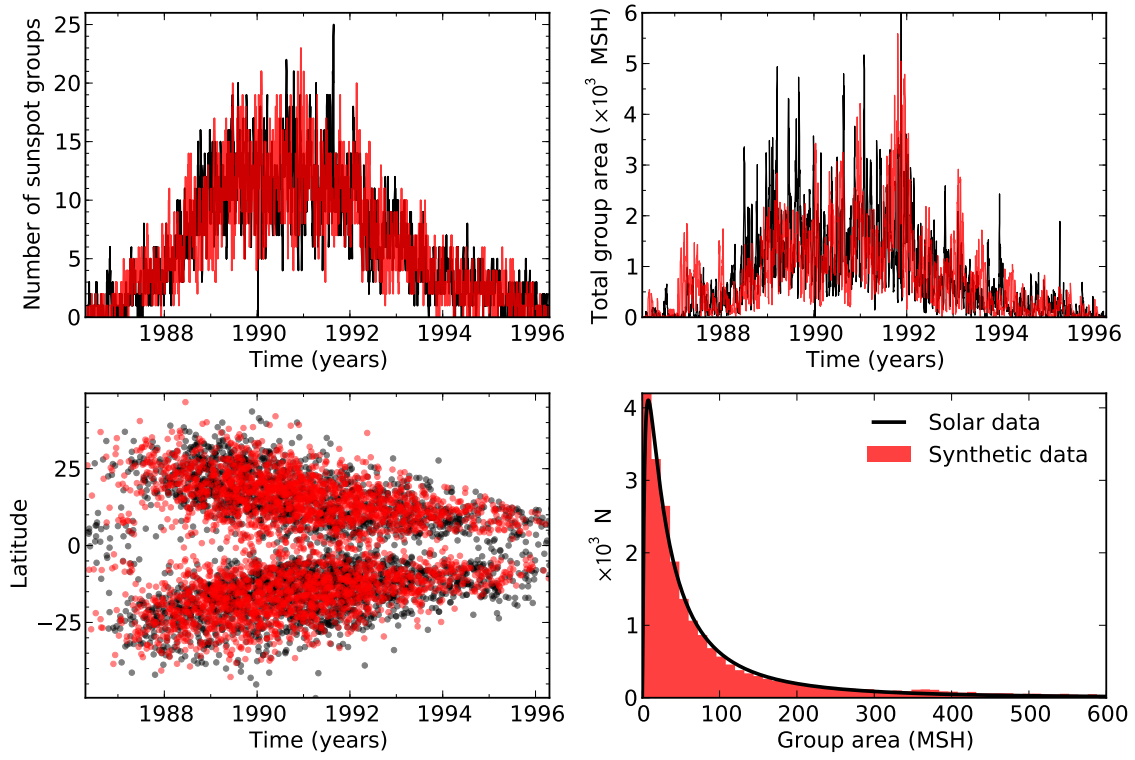 Number of sunspot groups
25
20
15
10
5
0
1988 1990 1992 1994 1996
Time (years)
Total group area (×10³ MSH)
6
5
4
3
2
1
0
1988 1990 1992 1994 1996
Time (years)
Latitude
25
0
−25
1988 1990 1992 1994 1996
Time (years)
×10³ N
4
3
2
1
0
Solar data
Synthetic data
0 100 200 300 400 500 600
Group area (MSH)